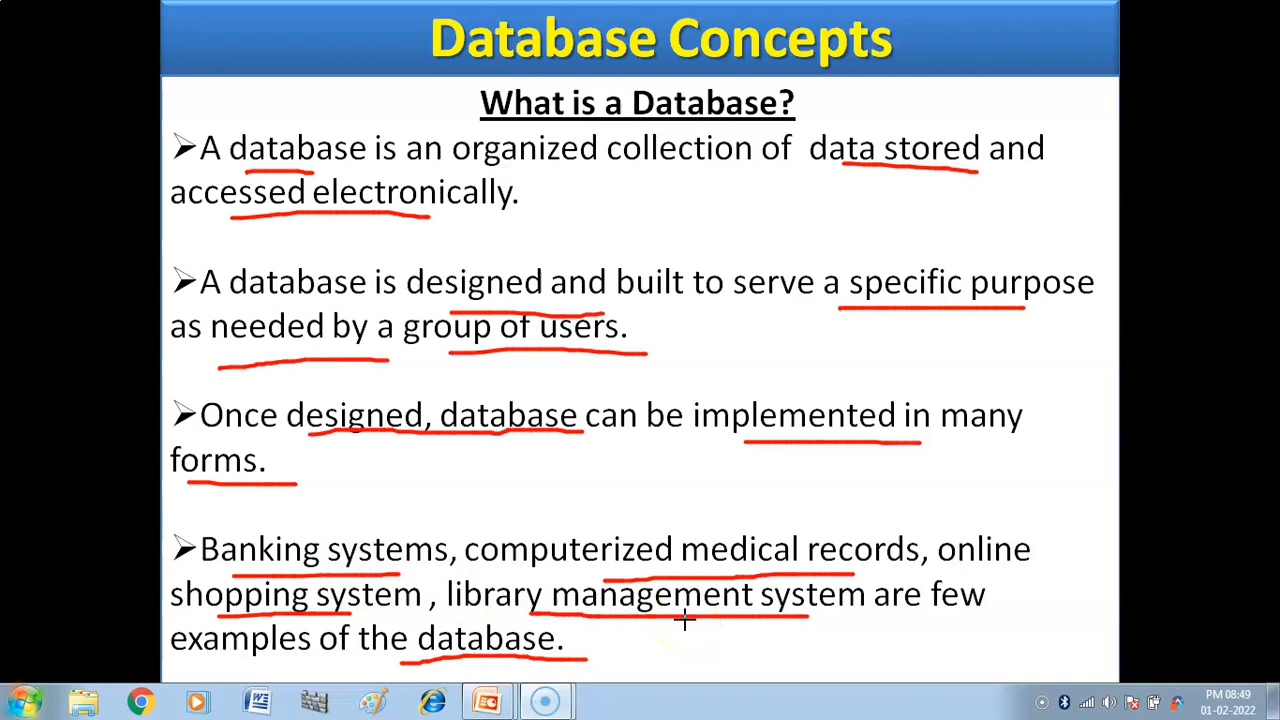 Database Concepts
What is a Database?
➢A database is an organized collection of data stored and
accessed electronically.
➢A database is designed and built to serve a specific purpose
as needed by a group of users.
➢Once designed, database can be implemented in many
forms.
➢Banking systems, computerized medical records, online
shopping system , library management system are few
examples of the database.
PM 08:49
01-02-2022